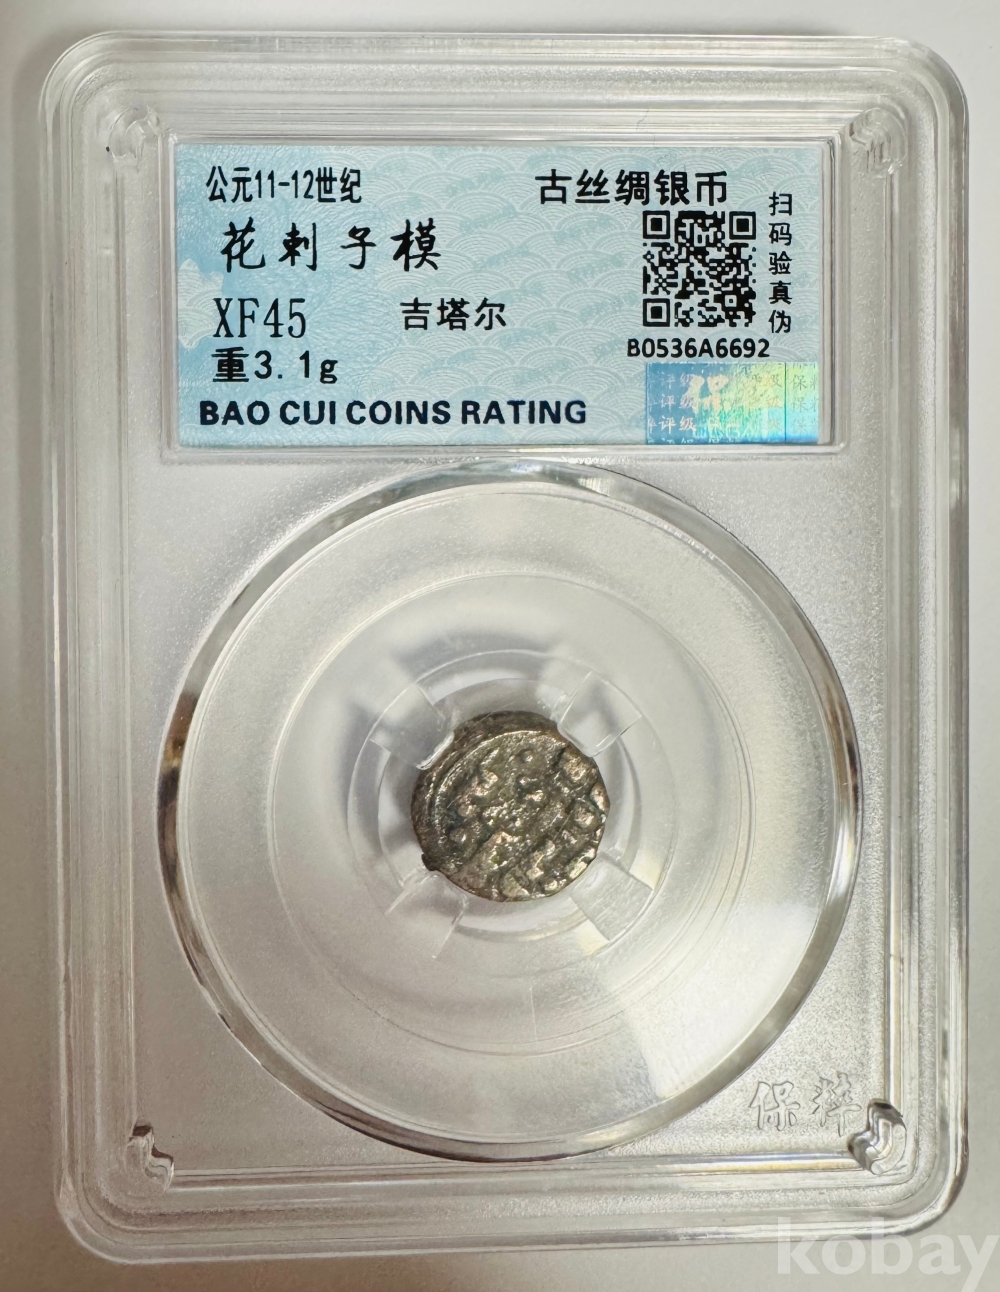 公元11-12世纪
古丝绸银币
花剌子模
扫码验真伪
XF45
吉塔尔
重3.1g
B0536A6692
BAO CUI COINS RATING
保粹
kobay